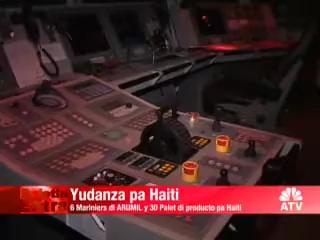 Yudanza pa Haiti
6 Mariniers di ARUMIL y 30 Palet di producto pa Haiti
ATV